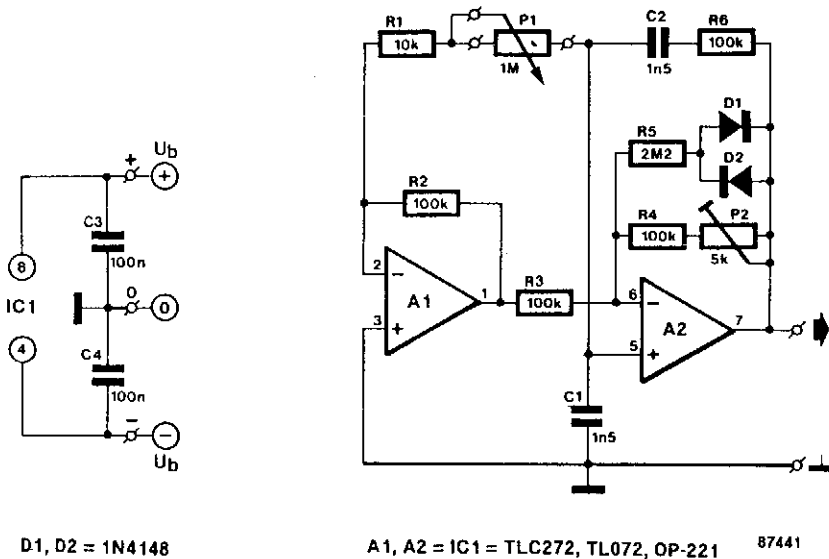 R1
10k
P1
1M
C2
1n5
R6
100k
+
Ub
+
C3
100n
8
IC1
0
0
4
C4
100n
−
−
Ub
R2
100k
2
−
A1
1
3
+
R3
100k
R5
2M2
D1
D2
R4
100k
P2
5k
6
−
A2
7
5
+
C1
1n5
D1, D2 = 1N4148
A1, A2 = IC1 = TLC272, TL072, OP-221
87441